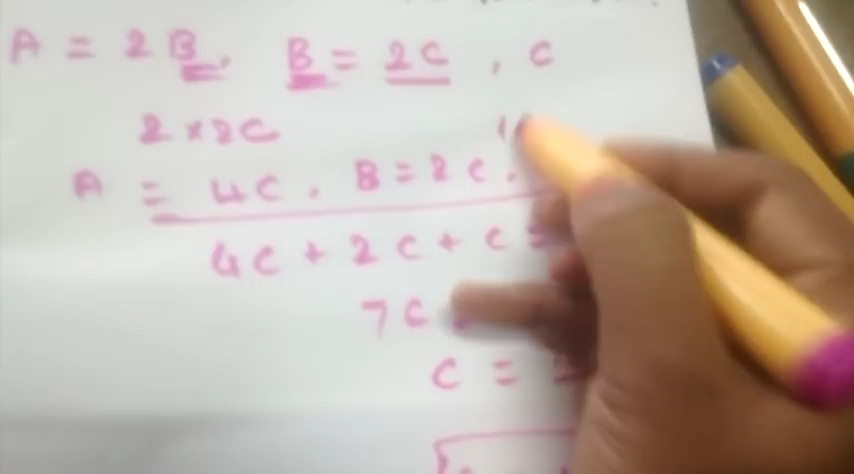 A = 2B, B = 2C, C
2 × 2C
A = 4C, B = 2C,
4C + 2C + C =
7C
C =